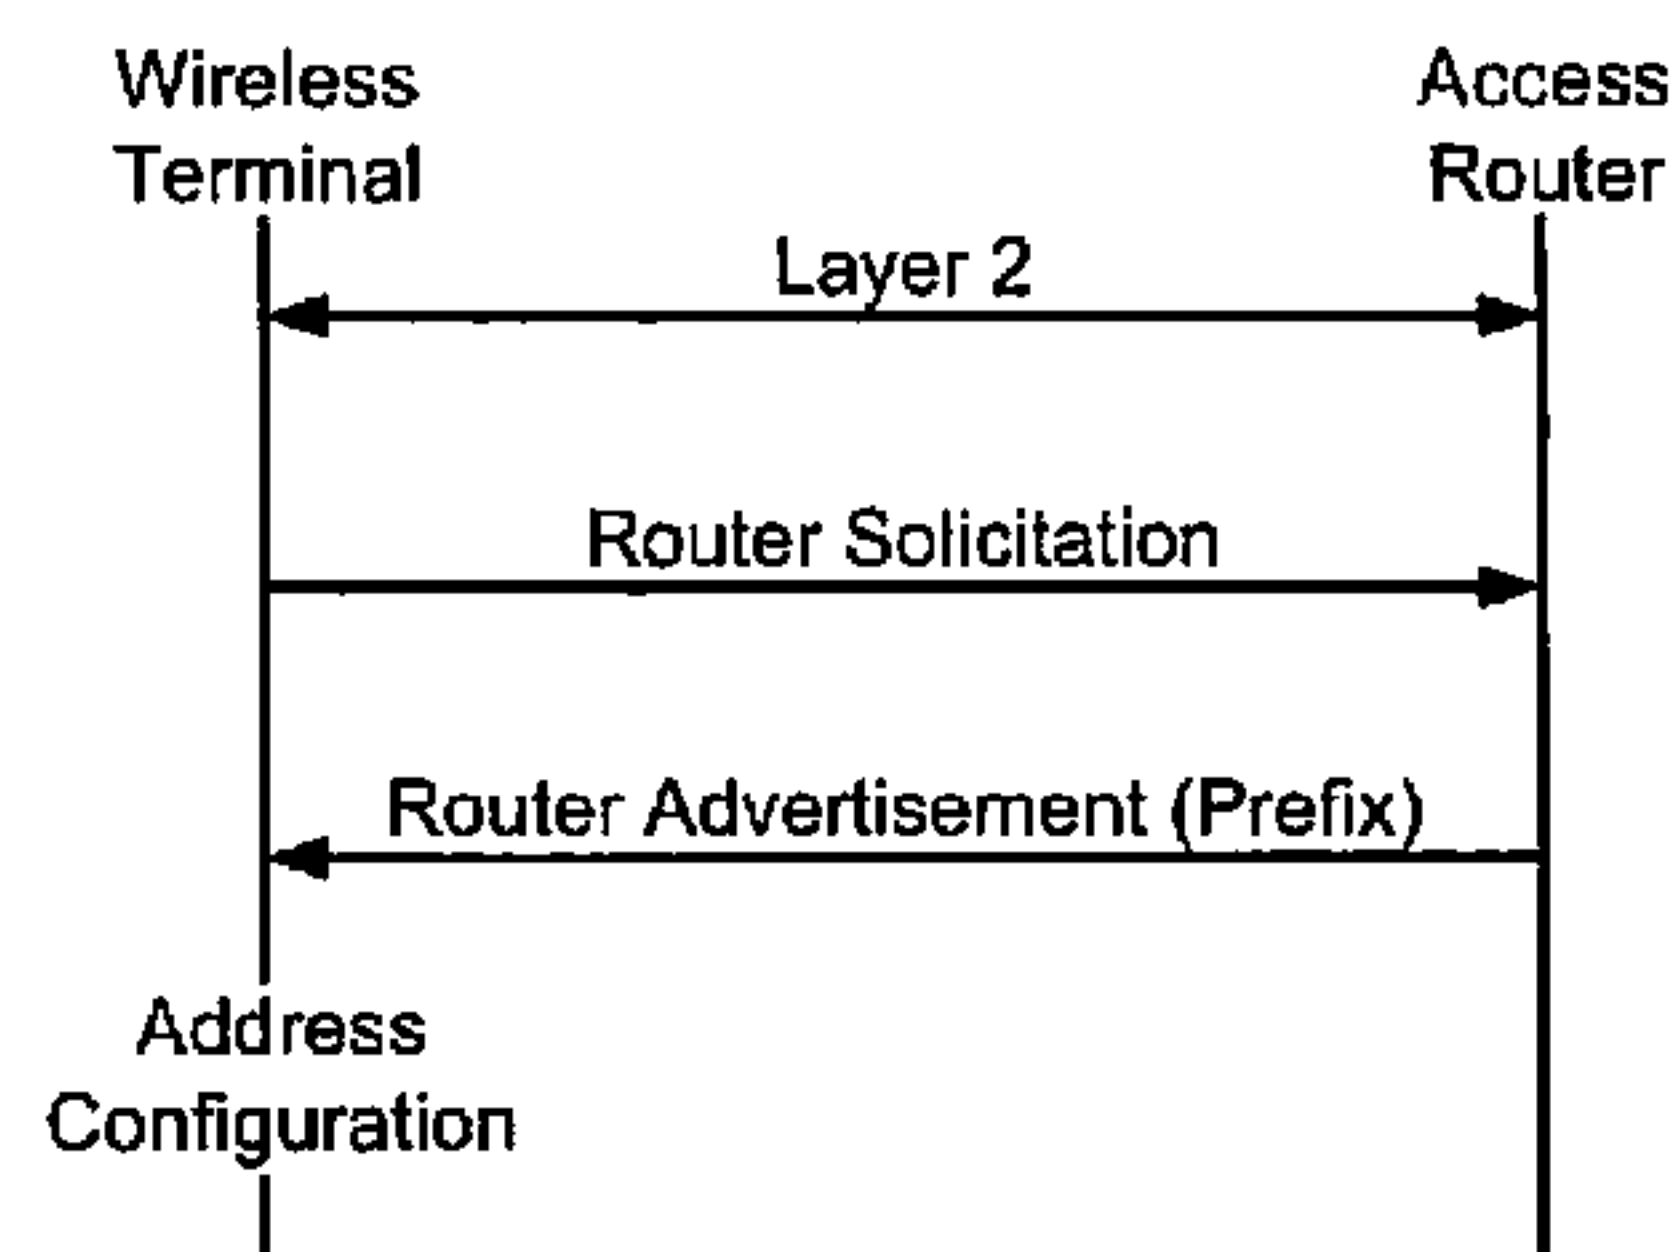 Wireless
Terminal
Access
Router
Layer 2
Router Solicitation
Router Advertisement (Prefix)
Address
Configuration